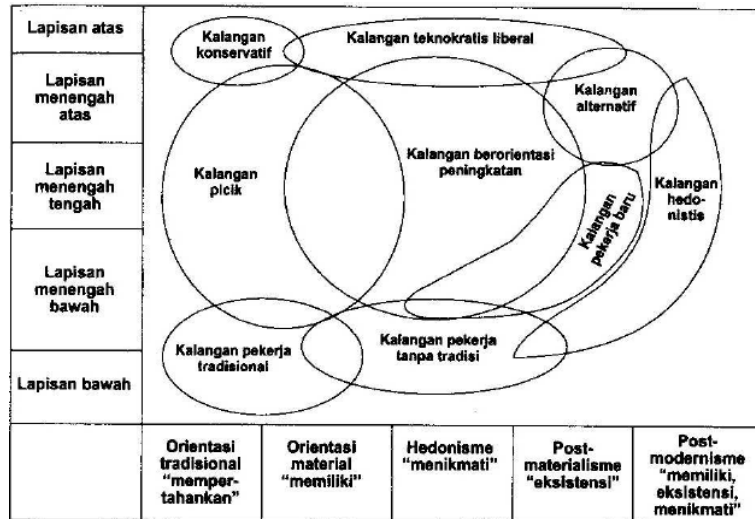 Lapisan atas
Lapisan
menengah
atas
Lapisan
menengah
tengah
Lapisan
menengah
bawah
Lapisan bawah
Kalangan
konservatif
Kalangan teknokratis liberal
Kalangan
alternatif
Kalangan
picik
Kalangan berorientasi
peningkatan
Kalangan
pekerja baru
Kalangan
hedo-
nistis
Kalangan pekerja
tradisional
Kalangan pekerja
tanpa tradisi
Orientasi
tradisional
“memper-
tahankan”
Orientasi
material
“memiliki”
Hedonisme
“menikmati”
Post-
materialisme
“eksistensi”
Post-
modernisme
“memiliki,
eksistensi,
menikmati”